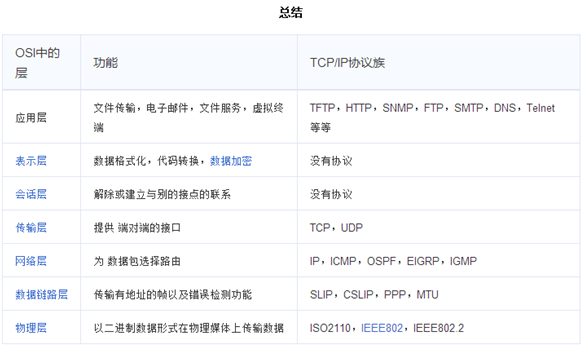 总结
OSI中的
层
功能
TCP/IP协议族
应用层
文件传输，电子邮件，文件服务，虚拟终
端
TFTP，HTTP，SNMP，FTP，SMTP，DNS，Telnet
等等
表示层
数据格式化，代码转换，数据加密
没有协议
会话层
解除或建立与别的接点的联系
没有协议
传输层
提供 端对端的接口
TCP，UDP
网络层
为 数据包选择路由
IP，ICMP，OSPF，EIGRP，IGMP
数据链路层
传输有地址的帧以及错误检测功能
SLIP，CSLIP，PPP，MTU
物理层
以二进制数据形式在物理媒体上传输数据
ISO2110，IEEE802，IEEE802.2